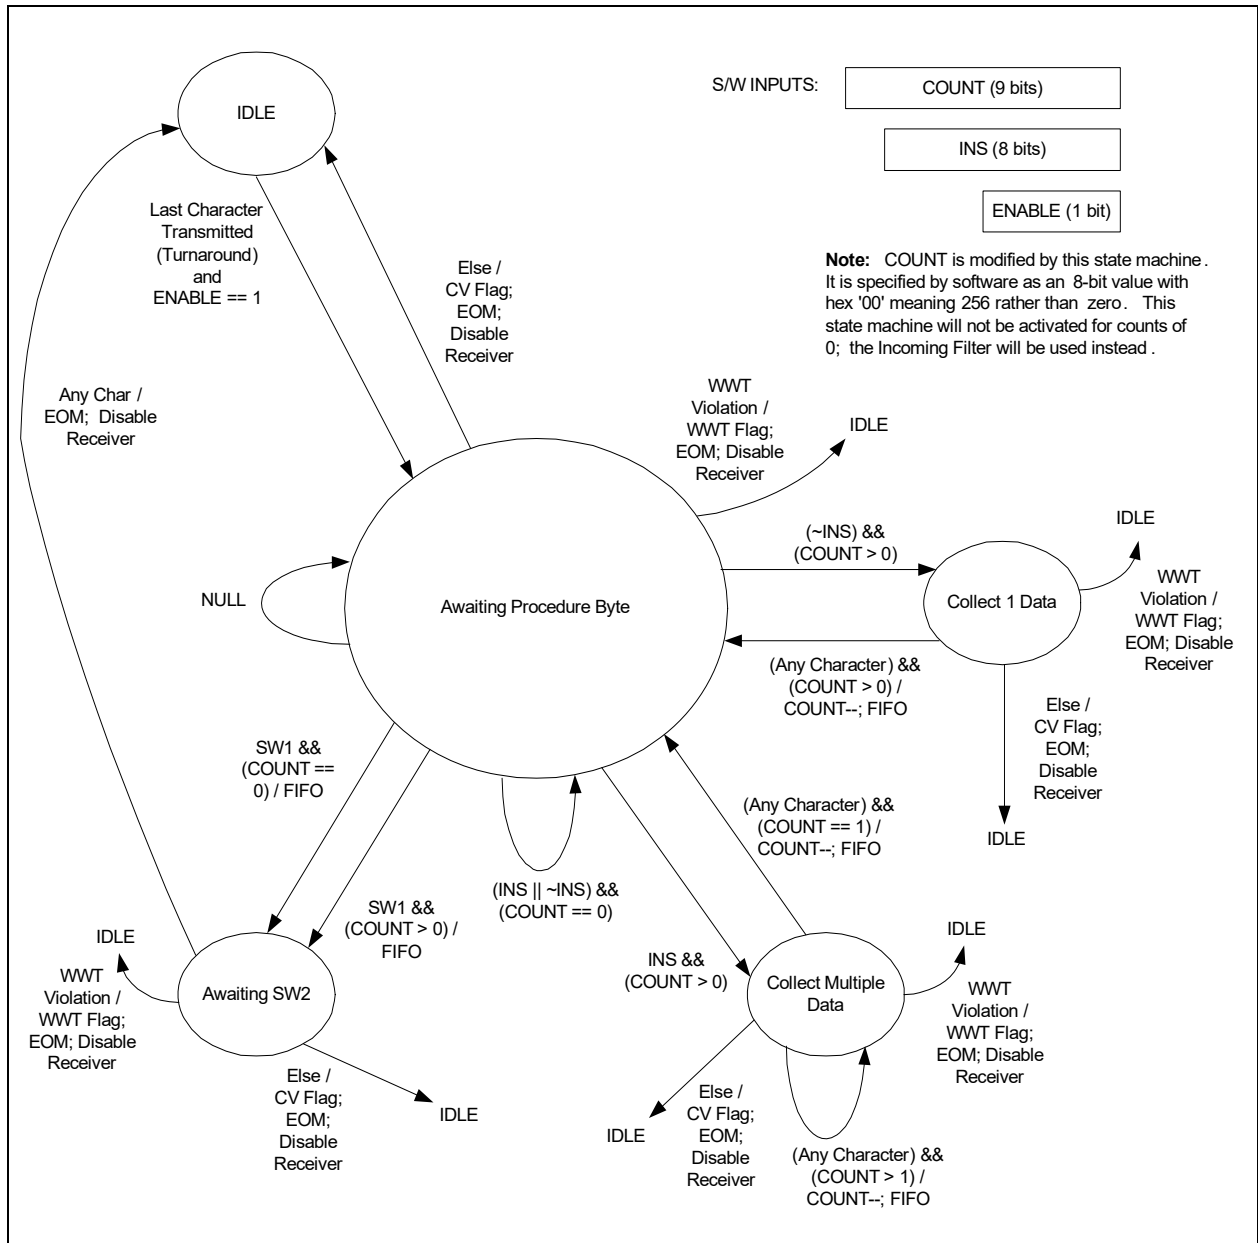 IDLE
S/W INPUTS:
COUNT (9 bits)
INS (8 bits)
ENABLE (1 bit)
Note: COUNT is modified by this state machine.
It is specified by software as an 8-bit value with
hex '00' meaning 256 rather than zero. This
state machine will not be activated for counts of
0; the Incoming Filter will be used instead.
Last Character
Transmitted
(Turnaround)
and
ENABLE == 1
Else /
CV Flag;
EOM;
Disable
Receiver
Any Char /
EOM; Disable
Receiver
WWT
Violation /
WWT Flag;
EOM; Disable
Receiver
IDLE
(~INS) &&
(COUNT > 0)
IDLE
WWT
Violation /
WWT Flag;
EOM; Disable
Receiver
NULL
Awaiting Procedure Byte
Collect 1 Data
(Any Character) &&
(COUNT > 0) /
COUNT--; FIFO
Else /
CV Flag;
EOM;
Disable
Receiver
IDLE
SW1 &&
(COUNT ==
0) / FIFO
(Any Character) &&
(COUNT == 1) /
COUNT--; FIFO
(INS || ~INS) &&
(COUNT == 0)
SW1 &&
(COUNT > 0) /
FIFO
INS &&
(COUNT > 0)
IDLE
WWT
Violation /
WWT Flag;
EOM; Disable
Receiver
Awaiting SW2
Else /
CV Flag;
EOM;
Disable
Receiver
IDLE
Collect Multiple
Data
IDLE
WWT
Violation /
WWT Flag;
EOM; Disable
Receiver
Else /
CV Flag;
EOM;
Disable
Receiver
IDLE
(Any Character) &&
(COUNT > 1) /
COUNT--; FIFO